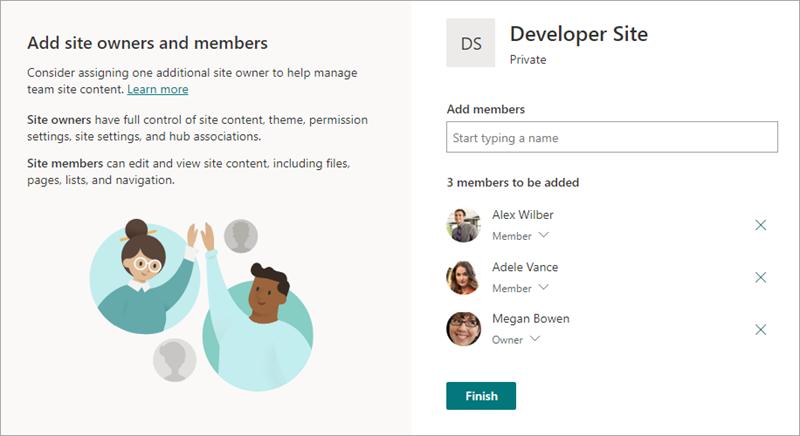 Add site owners and members
Consider assigning one additional site owner to help manage
team site content. Learn more
Site owners have full control of site content, theme, permission
settings, site settings, and hub associations.
Site members can edit and view site content, including files,
pages, lists, and navigation.
DS
Developer Site
Private
Add members
Start typing a name
3 members to be added
Alex Wilber
Member
Adele Vance
Member
Megan Bowen
Owner
Finish